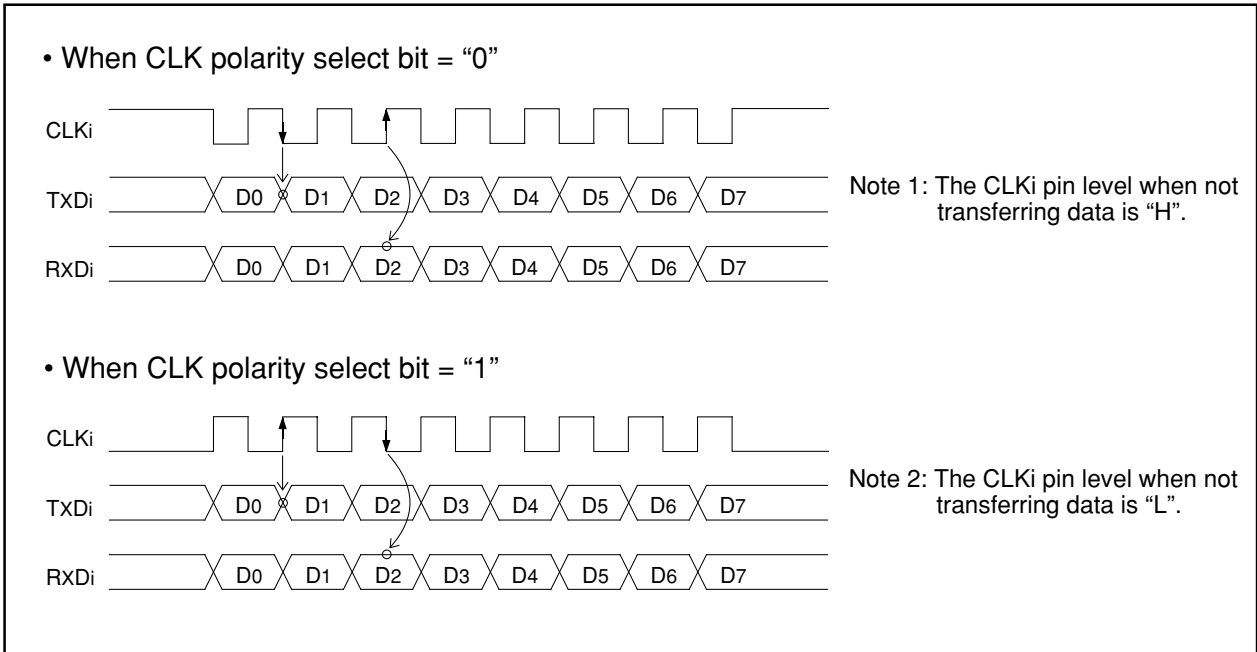 • When CLK polarity select bit = “0”
CLKi
TXDi
D0 D1 D2 D3 D4 D5 D6 D7
RXDi
D0 D1 D2 D3 D4 D5 D6 D7
Note 1: The CLKi pin level when not
transferring data is “H”.
• When CLK polarity select bit = “1”
CLKi
TXDi
D0 D1 D2 D3 D4 D5 D6 D7
RXDi
D0 D1 D2 D3 D4 D5 D6 D7
Note 2: The CLKi pin level when not
transferring data is “L”.